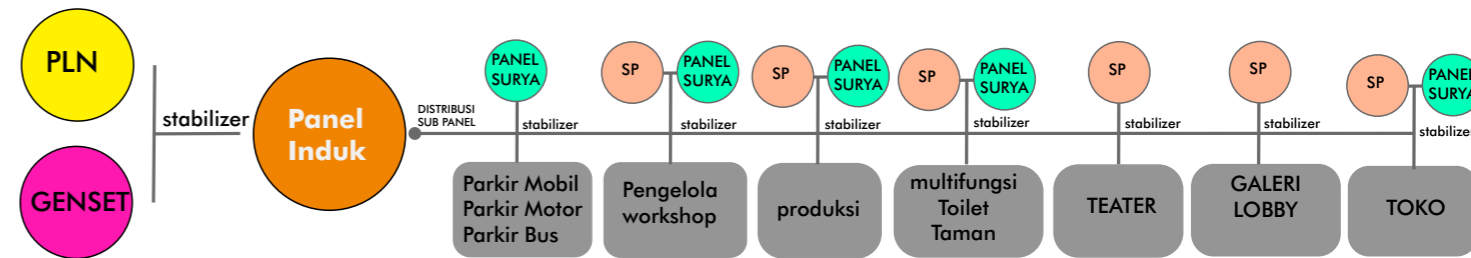 PLN
GENSET
stabilizer
Panel
Induk
DISTRIBUSI
SUB PANEL
PANEL
SURYA
stabilizer
Parkir Mobil
Parkir Motor
Parkir Bus
SP
PANEL
SURYA
stabilizer
Pengelola
workshop
SP
PANEL
SURYA
stabilizer
produksi
SP
PANEL
SURYA
stabilizer
multifungsi
Toilet
Taman
SP
stabilizer
TEATER
SP
stabilizer
GALERI
LOBBY
SP
PANEL
SURYA
stabilizer
TOKO